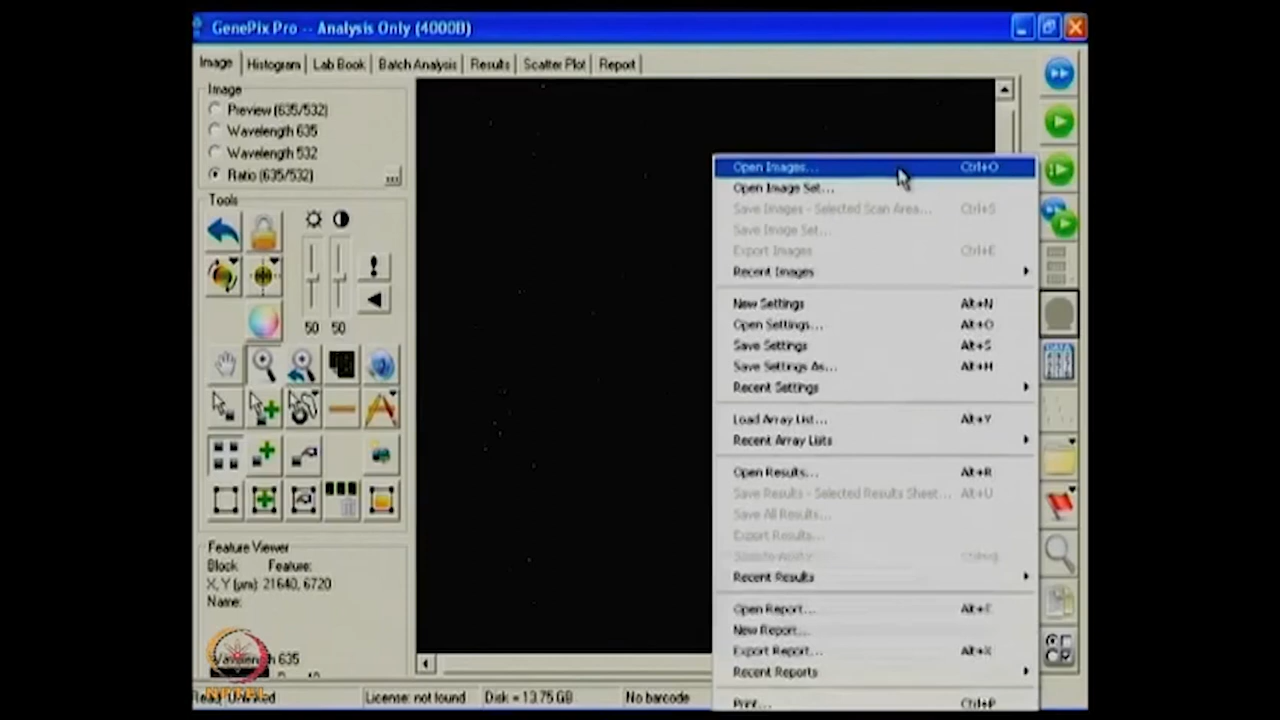 GenePix Pro -- Analysis Only (4000B)
Image Histogram Lab Book Batch Analysis Results Scatter Plot Report
Image
Preview (635/532)
Wavelength 635
Wavelength 532
Ratio (635/532)
...
Tools
50 50
Feature Viewer
Block Feature:
X, Y (µm): 21640, 6720
Name:
Wavelength 635
NPTEL
Ready Unlinked
License: not found
Disk = 13.75 GB
No barcode
Open Images... Ctrl+O
Open Image Set...
Save Images - Selected Scan Area... Ctrl+S
Save Image Set...
Export Images Ctrl+E
Recent Images
New Settings Alt+N
Open Settings... Alt+O
Save Settings Alt+S
Save Settings As... Alt+M
Recent Settings
Load Array List... Alt+Y
Recent Array Lists
Open Results... Alt+R
Save Results - Selected Results Sheet... Alt+U
Save All Results...
Export Results...
Recent Results
Open Report...
New Report...
Export Report... Alt+X
Recent Reports
Print... Ctrl+P
DATA